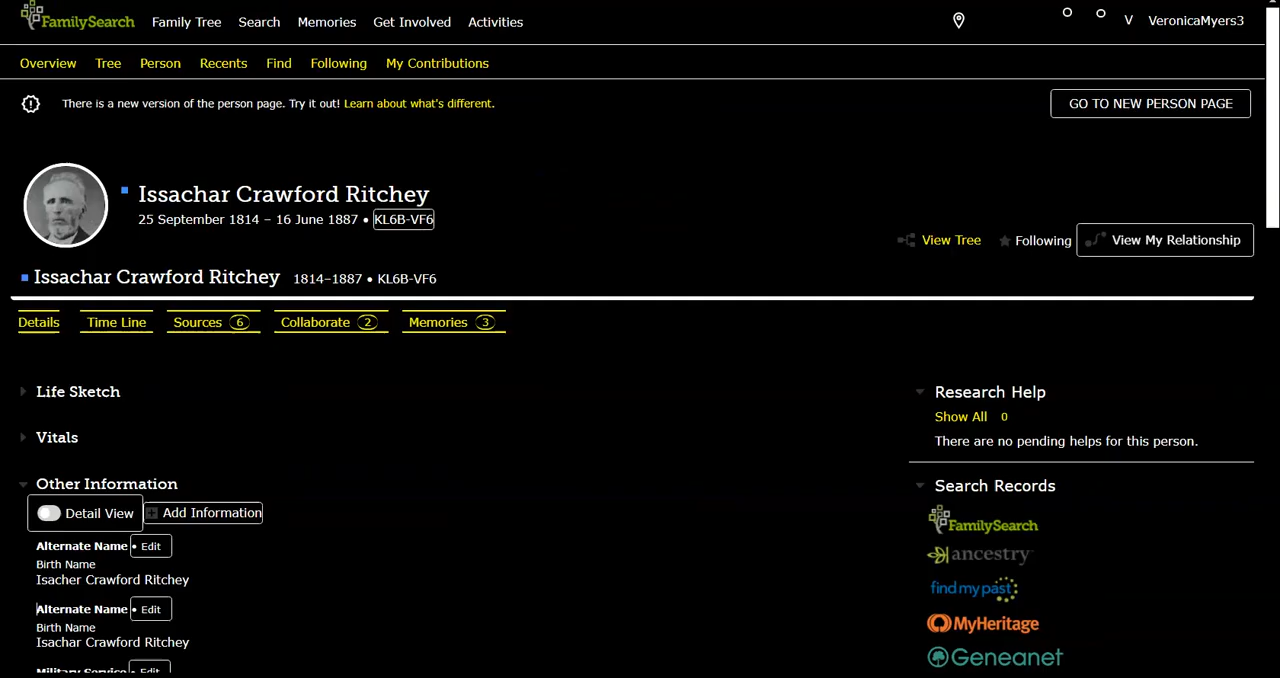 FamilySearch Family Tree Search Memories Get Involved Activities V VeronicaMyers3
Overview Tree Person Recents Find Following My Contributions
There is a new version of the person page. Try it out! Learn about what's different. GO TO NEW PERSON PAGE
Issachar Crawford Ritchey
25 September 1814 – 16 June 1887 • KL6B-VF6
View Tree Following View My Relationship
Issachar Crawford Ritchey 1814–1887 • KL6B-VF6
Details Time Line Sources 6 Collaborate 2 Memories 3
Life Sketch
Vitals
Other Information
Detail View Add Information
Alternate Name • Edit
Birth Name
Isacher Crawford Ritchey
Alternate Name • Edit
Birth Name
Isachar Crawford Ritchey
Military Service • Edit
Research Help
Show All 0
There are no pending helps for this person.
Search Records
FamilySearch
ancestry
findmypast
MyHeritage
Geneanet